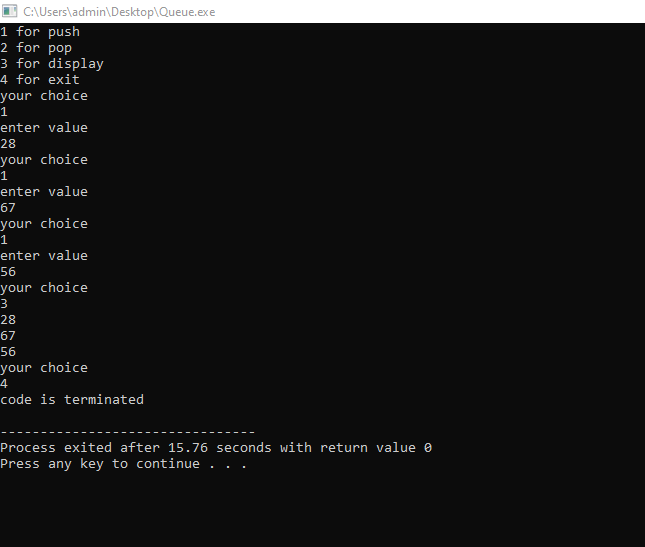 C:\Users\admin\Desktop\Queue.exe
1 for push
2 for pop
3 for display
4 for exit
your choice
1
enter value
28
your choice
1
enter value
67
your choice
1
enter value
56
your choice
3
28
67
56
your choice
4
code is terminated
--------------------------------
Process exited after 15.76 seconds with return value 0
Press any key to continue . . .